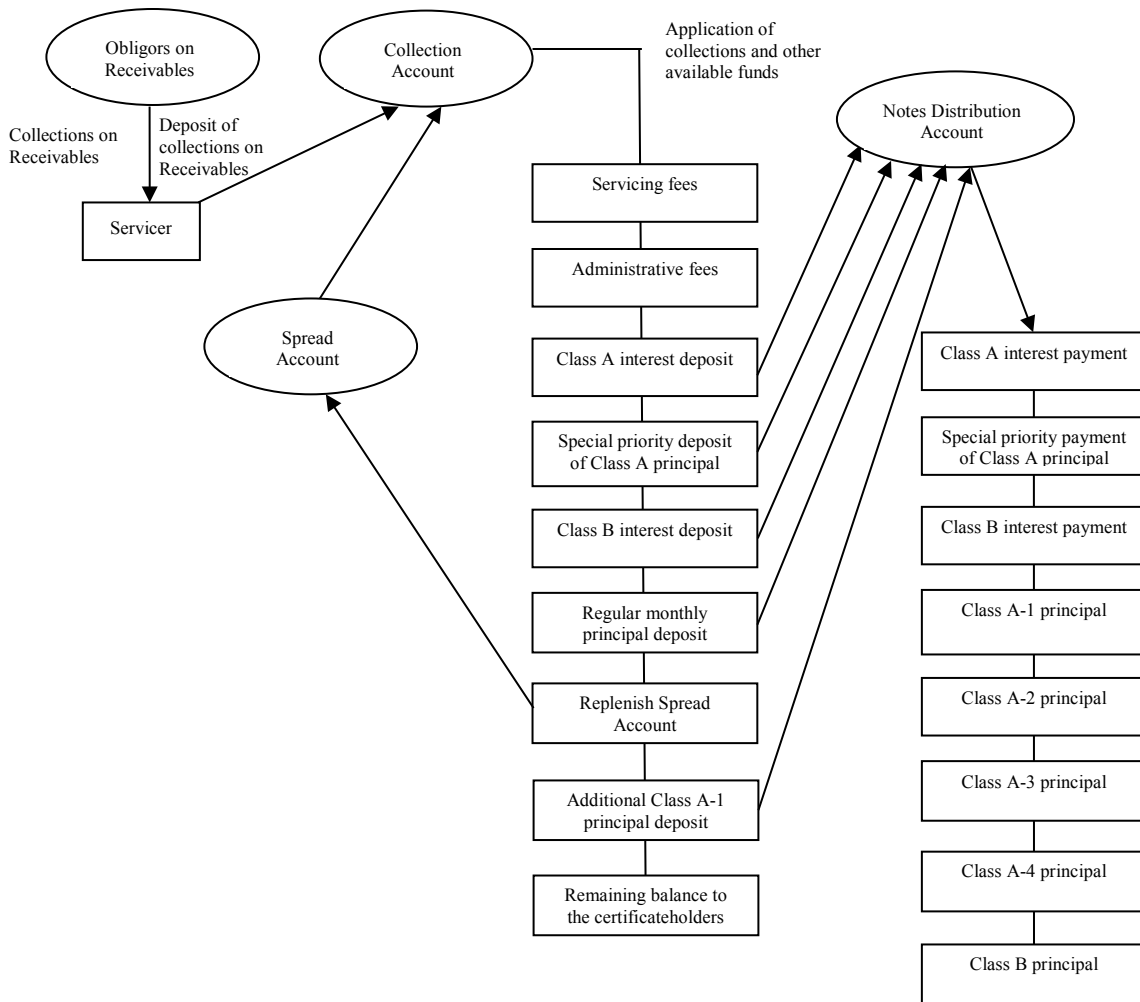 Obligors on
Receivables
Collection
Account
Application of
collections and other
available funds
Notes Distribution
Account
Collections on
Receivables
Deposit of
collections on
Receivables
Servicer
Spread
Account
Servicing fees
Administrative fees
Class A interest deposit
Special priority deposit
of Class A principal
Class B interest deposit
Regular monthly
principal deposit
Replenish Spread
Account
Additional Class A-1
principal deposit
Remaining balance to
the certificateholders
Class A interest payment
Special priority payment
of Class A principal
Class B interest payment
Class A-1 principal
Class A-2 principal
Class A-3 principal
Class A-4 principal
Class B principal